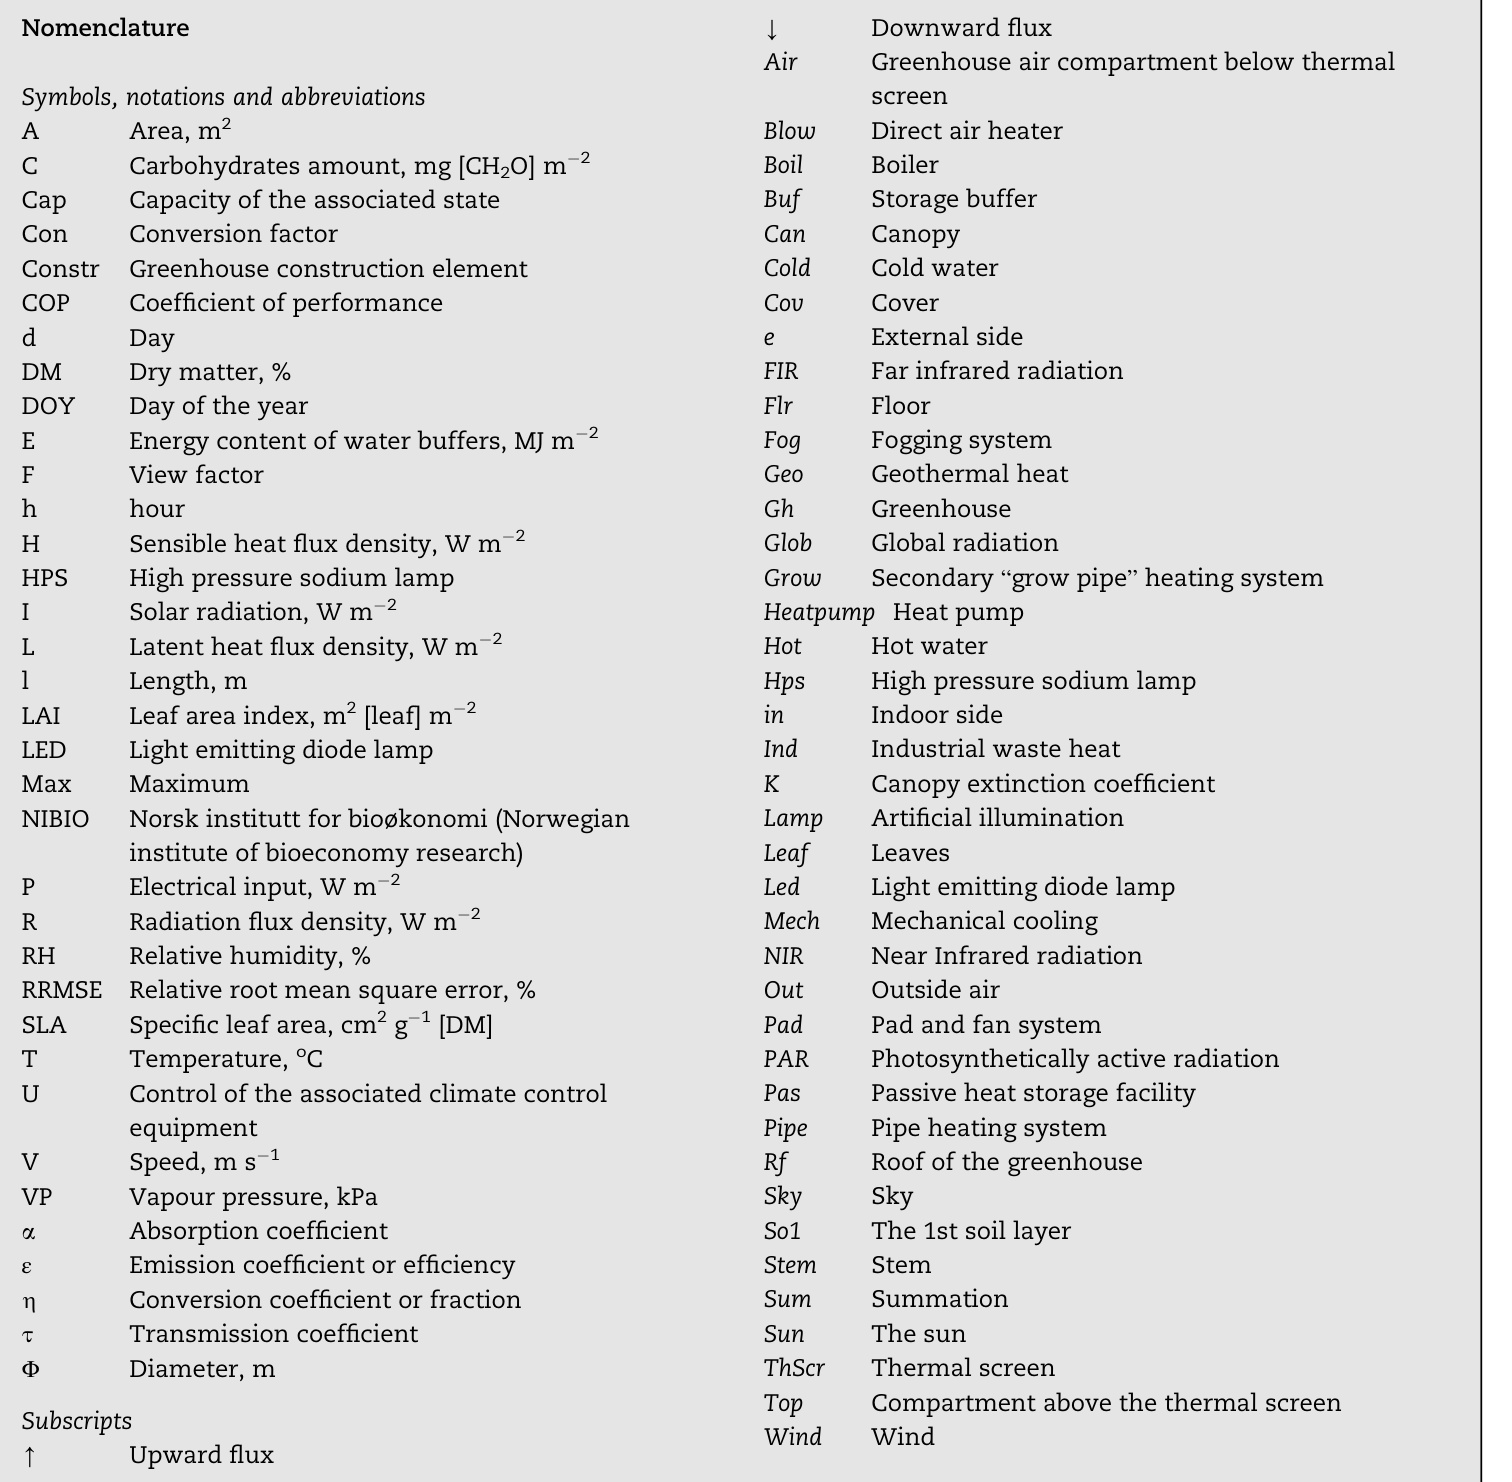 Nomenclature
Symbols, notations and abbreviations
A Area, m²
C Carbohydrates amount, mg [CH₂O] m⁻²
Cap Capacity of the associated state
Con Conversion factor
Constr Greenhouse construction element
COP Coefficient of performance
d Day
DM Dry matter, %
DOY Day of the year
E Energy content of water buffers, MJ m⁻²
F View factor
h hour
H Sensible heat flux density, W m⁻²
HPS High pressure sodium lamp
I Solar radiation, W m⁻²
L Latent heat flux density, W m⁻²
l Length, m
LAI Leaf area index, m² [leaf] m⁻²
LED Light emitting diode lamp
Max Maximum
NIBIO Norsk institutt for bioøkonomi (Norwegian
institute of bioeconomy research)
P Electrical input, W m⁻²
R Radiation flux density, W m⁻²
RH Relative humidity, %
RRMSE Relative root mean square error, %
SLA Specific leaf area, cm² g⁻¹ [DM]
T Temperature, ᵒC
U Control of the associated climate control
equipment
V Speed, m s⁻¹
VP Vapour pressure, kPa
α Absorption coefficient
ε Emission coefficient or efficiency
η Conversion coefficient or fraction
τ Transmission coefficient
Φ Diameter, m
Subscripts
↑ Upward flux
↓ Downward flux
Air Greenhouse air compartment below thermal
screen
Blow Direct air heater
Boil Boiler
Buf Storage buffer
Can Canopy
Cold Cold water
Cov Cover
e External side
FIR Far infrared radiation
Flr Floor
Fog Fogging system
Geo Geothermal heat
Gh Greenhouse
Glob Global radiation
Grow Secondary “grow pipe” heating system
Heatpump Heat pump
Hot Hot water
Hps High pressure sodium lamp
in Indoor side
Ind Industrial waste heat
K Canopy extinction coefficient
Lamp Artificial illumination
Leaf Leaves
Led Light emitting diode lamp
Mech Mechanical cooling
NIR Near Infrared radiation
Out Outside air
Pad Pad and fan system
PAR Photosynthetically active radiation
Pas Passive heat storage facility
Pipe Pipe heating system
Rf Roof of the greenhouse
Sky Sky
So1 The 1st soil layer
Stem Stem
Sum Summation
Sun The sun
ThScr Thermal screen
Top Compartment above the thermal screen
Wind Wind